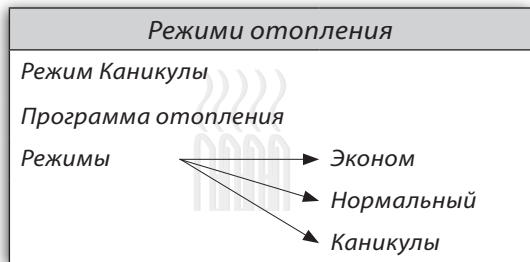 Режими отопления
Режим Каникулы
Программа отопления
Режимы Эконом
Нормальный
Каникулы